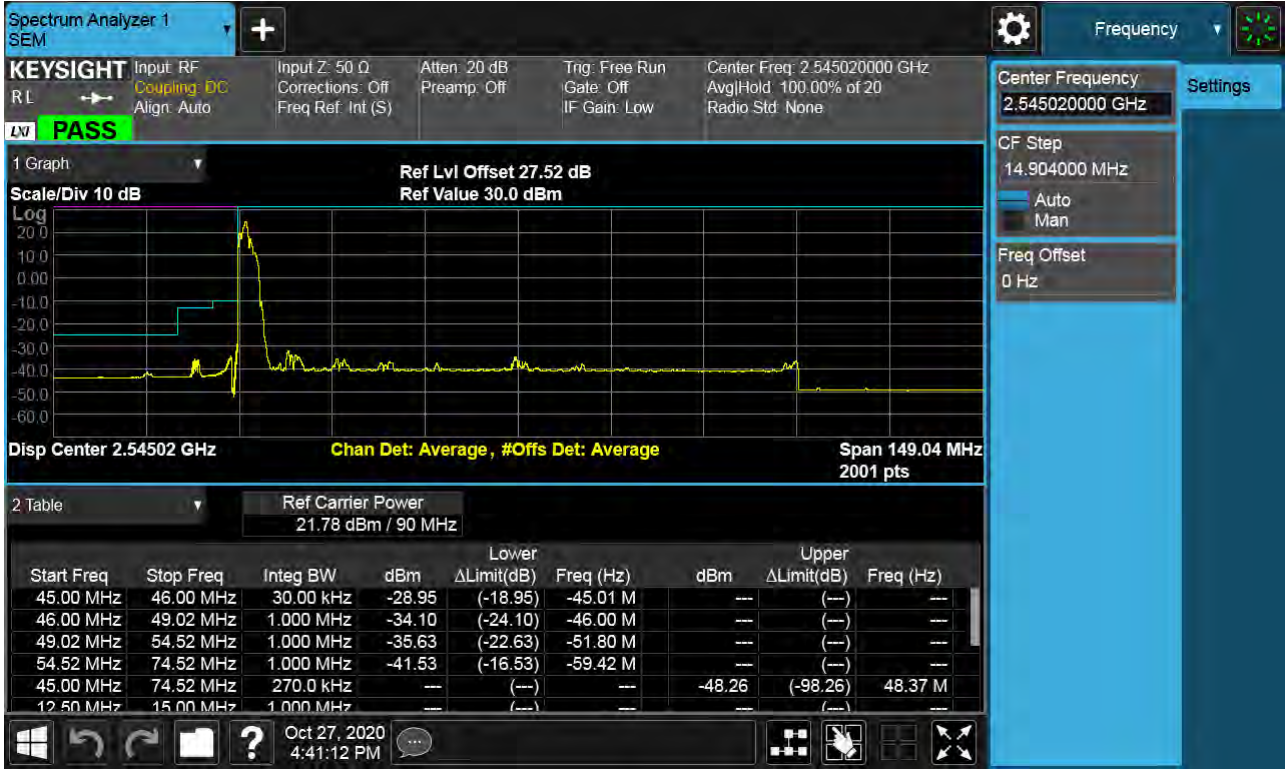 Spectrum Analyzer 1
SEM
+
Frequency
KEYSIGHT
RL
LXI
PASS
Input: RF
Coupling: DC
Align: Auto
Input Z: 50 Ω
Corrections: Off
Freq Ref: Int (S)
Atten: 20 dB
Preamp: Off
Trig: Free Run
Gate: Off
IF Gain: Low
Center Freq: 2.545020000 GHz
Avg|Hold: 100.00% of 20
Radio Std: None
Center Frequency
2.545020000 GHz
Settings
CF Step
14.904000 MHz
Auto
Man
Freq Offset
0 Hz
1 Graph
Scale/Div 10 dB
Ref Lvl Offset 27.52 dB
Ref Value 30.0 dBm
Log
20.0
10.0
0.00
-10.0
-20.0
-30.0
-40.0
-50.0
-60.0
Disp Center 2.54502 GHz
Chan Det: Average, #Offs Det: Average
Span 149.04 MHz
2001 pts
2 Table
Ref Carrier Power
21.78 dBm / 90 MHz
Lower Upper
Start Freq Stop Freq Integ BW dBm ΔLimit(dB) Freq (Hz) dBm ΔLimit(dB) Freq (Hz)
45.00 MHz 46.00 MHz 30.00 kHz -28.95 (-18.95) -45.01 M --- (---) ---
46.00 MHz 49.02 MHz 1.000 MHz -34.10 (-24.10) -46.00 M --- (---) ---
49.02 MHz 54.52 MHz 1.000 MHz -35.63 (-22.63) -51.80 M --- (---) ---
54.52 MHz 74.52 MHz 1.000 MHz -41.53 (-16.53) -59.42 M --- (---) ---
45.00 MHz 74.52 MHz 270.0 kHz --- (---) --- -48.26 (-98.26) 48.37 M
12.50 MHz 15.00 MHz 1.000 MHz --- (---) --- --- (---) ---
?
Oct 27, 2020
4:41:12 PM